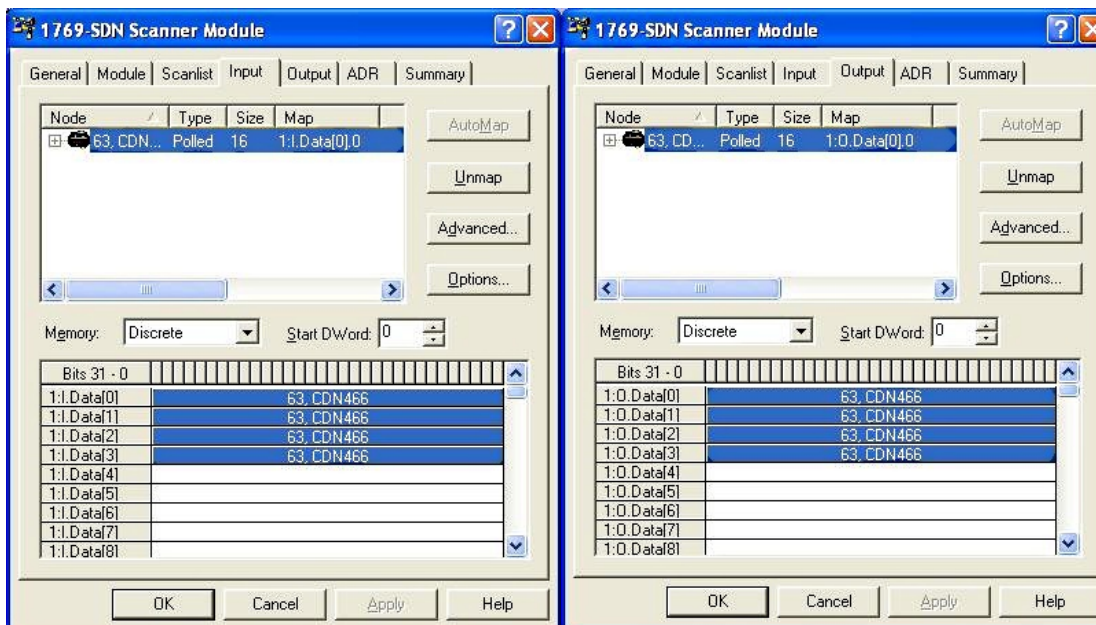 1769-SDN Scanner Module
General Module Scanlist Input Output ADR Summary
Node Type Size Map
63, CDN... Polled 16 1:I.Data[0].0
AutoMap
Unmap
Advanced...
Options...
Memory: Discrete Start DWord: 0
Bits 31 - 0
1:I.Data[0] 63, CDN466
1:I.Data[1] 63, CDN466
1:I.Data[2] 63, CDN466
1:I.Data[3] 63, CDN466
1:I.Data[4]
1:I.Data[5]
1:I.Data[6]
1:I.Data[7]
1:I.Data[8]
OK Cancel Apply Help
1769-SDN Scanner Module
General Module Scanlist Input Output ADR Summary
Node Type Size Map
63, CD... Polled 16 1:O.Data[0].0
AutoMap
Unmap
Advanced...
Options...
Memory: Discrete Start DWord: 0
Bits 31 - 0
1:O.Data[0] 63, CDN466
1:O.Data[1] 63, CDN466
1:O.Data[2] 63, CDN466
1:O.Data[3] 63, CDN466
1:O.Data[4]
1:O.Data[5]
1:O.Data[6]
1:O.Data[7]
1:O.Data[8]
OK Cancel Apply Help